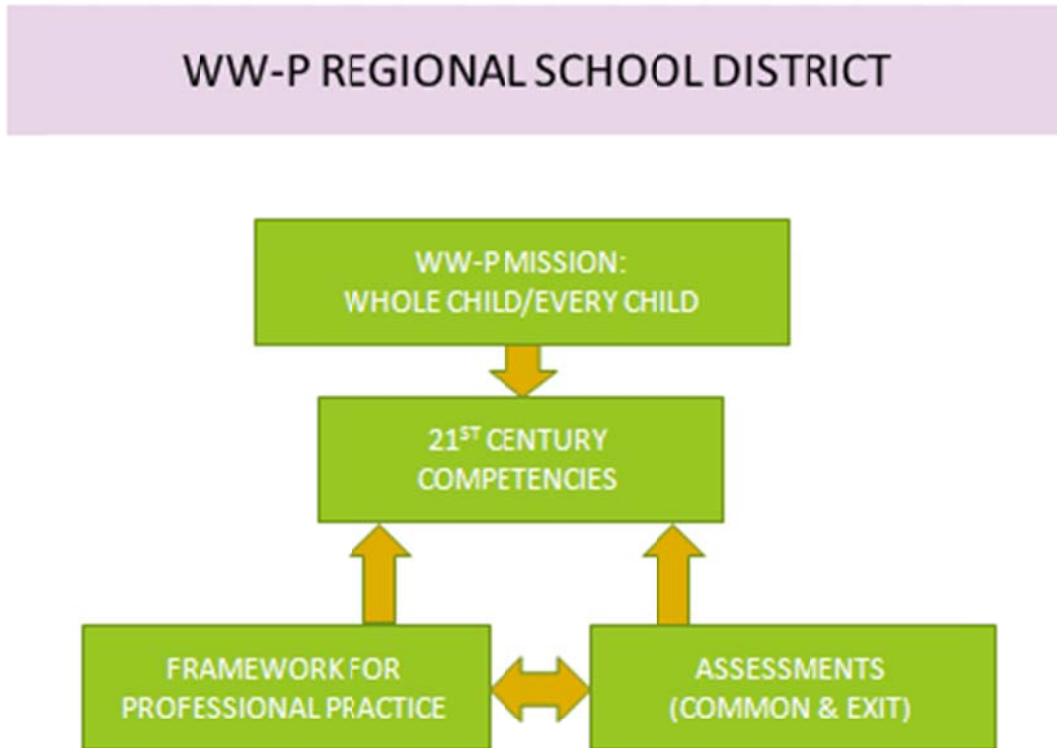 WW-P REGIONAL SCHOOL DISTRICT
WW-P MISSION:
WHOLE CHILD/EVERY CHILD
21ST CENTURY
COMPETENCIES
FRAMEWORK FOR
PROFESSIONAL PRACTICE
ASSESSMENTS
(COMMON & EXIT)